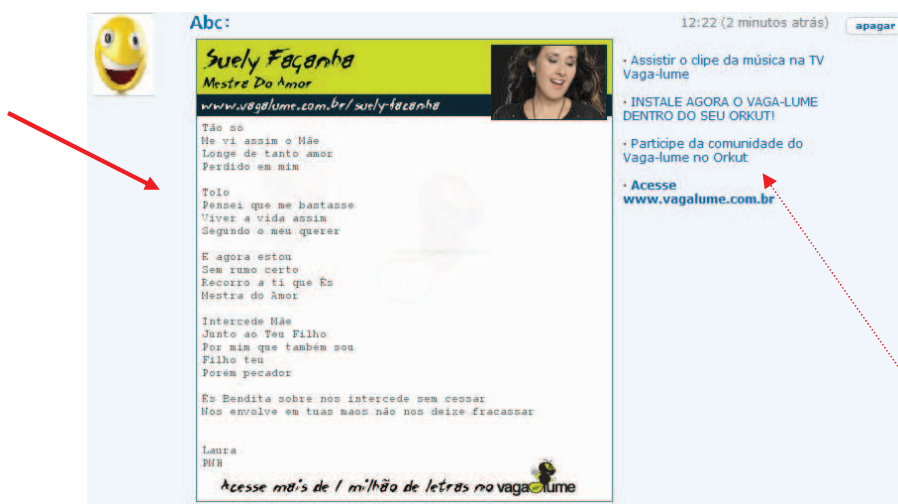 Abc:
12:22 (2 minutos atrás)
apagar
Suely Façanha
Mestre Do Amor
www.vagalume.com.br/suely-facanha
Tão só
Me vi assim o Mãe
Longe de tanto amor
Perdido em mim
Tolo
Pensei que me bastasse
Viver a vida assim
Segundo o meu querer
E agora estou
Sem rumo certo
Recorro a ti que És
Mestra do Amor
Intercede Mãe
Junto ao Teu Filho
Por mim que também sou
Filho teu
Porém pecador
És Bendita sobre nos intercede sem cessar
Nos envolve em tuas maos não nos deixe fracassar
Laura
PNB
Acesse mais de 1 milhão de letras no vagalume
· Assistir o clipe da música na TV
Vaga-lume
· INSTALE AGORA O VAGA-LUME
DENTRO DO SEU ORKUT!
· Participe da comunidade do
Vaga-lume no Orkut
· Acesse
www.vagalume.com.br